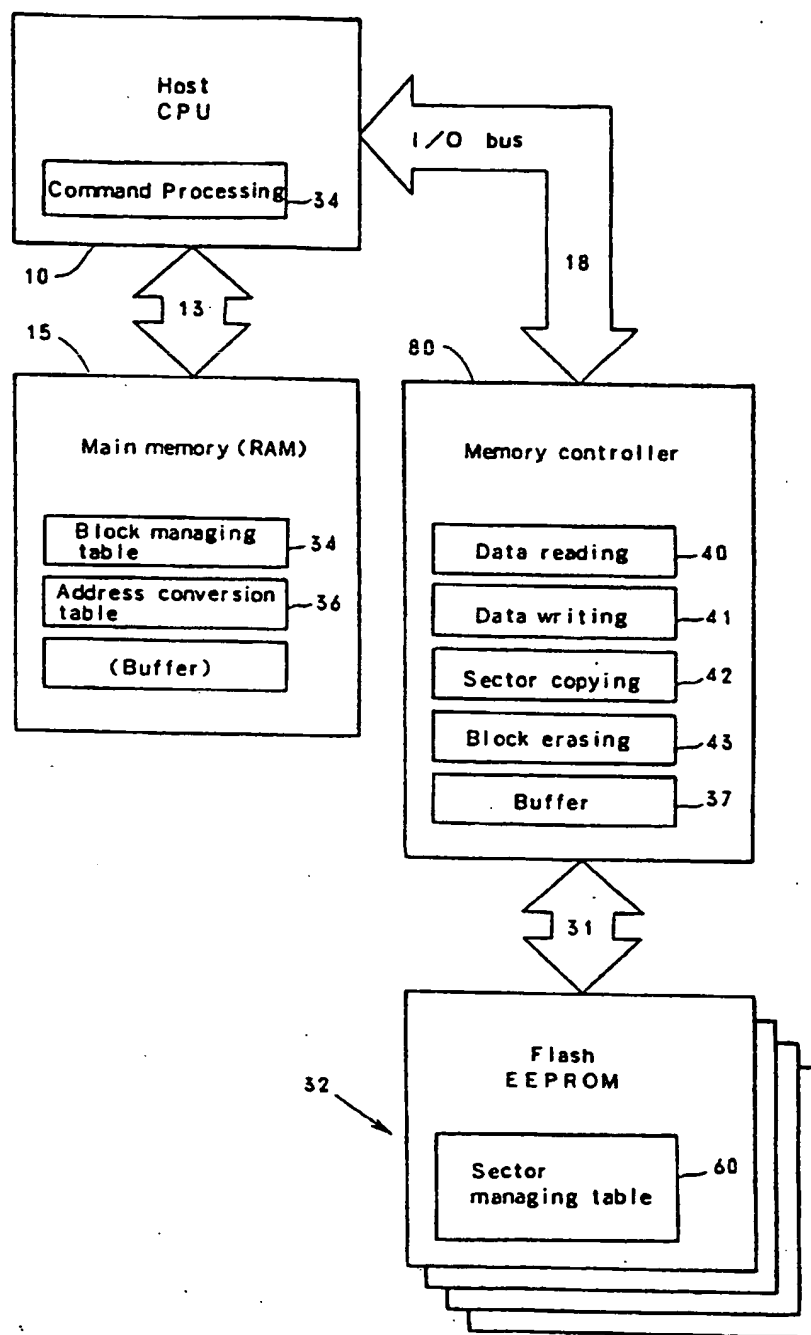 Host
CPU
Command Processing
34
I/O bus
10
13
18
15
80
Main memory (RAM)
Block managing
table
34
Address conversion
table
36
(Buffer)
Memory controller
Data reading
40
Data writing
41
Sector copying
42
Block erasing
43
Buffer
37
31
Flash
EEPROM
32
Sector
managing table
60